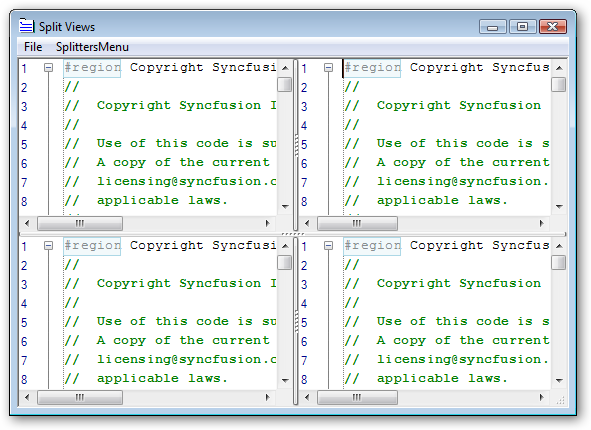 Split Views
File SplittersMenu
1 #region Copyright Syncfusi
2 //
3 // Copyright Syncfusion I
4 //
5 // Use of this code is su
6 // A copy of the current
7 // licensing@syncfusion.c
8 // applicable laws.
1 #region Copyright Syncfus
2 //
3 // Copyright Syncfusion
4 //
5 // Use of this code is s
6 // A copy of the current
7 // licensing@syncfusion.
8 // applicable laws.
1 #region Copyright Syncfusi
2 //
3 // Copyright Syncfusion I
4 //
5 // Use of this code is su
6 // A copy of the current
7 // licensing@syncfusion.c
8 // applicable laws.
1 #region Copyright Syncfus
2 //
3 // Copyright Syncfusion
4 //
5 // Use of this code is s
6 // A copy of the current
7 // licensing@syncfusion.
8 // applicable laws.